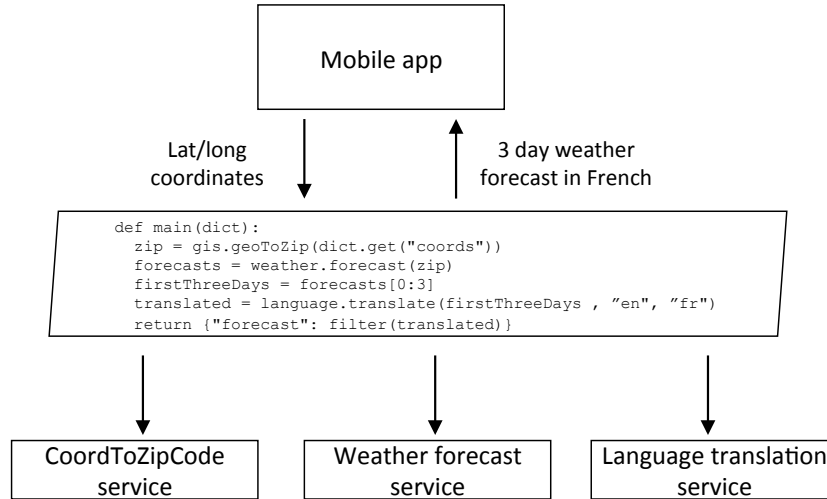 Mobile app
Lat/long
coordinates
3 day weather
forecast in French
def main(dict):
  zip = gis.geoToZip(dict.get("coords"))
  forecasts = weather.forecast(zip)
  firstThreeDays = forecasts[0:3]
  translated = language.translate(firstThreeDays , ”en", ”fr")
  return {"forecast": filter(translated)}
CoordToZipCode
service
Weather forecast
service
Language translation
service